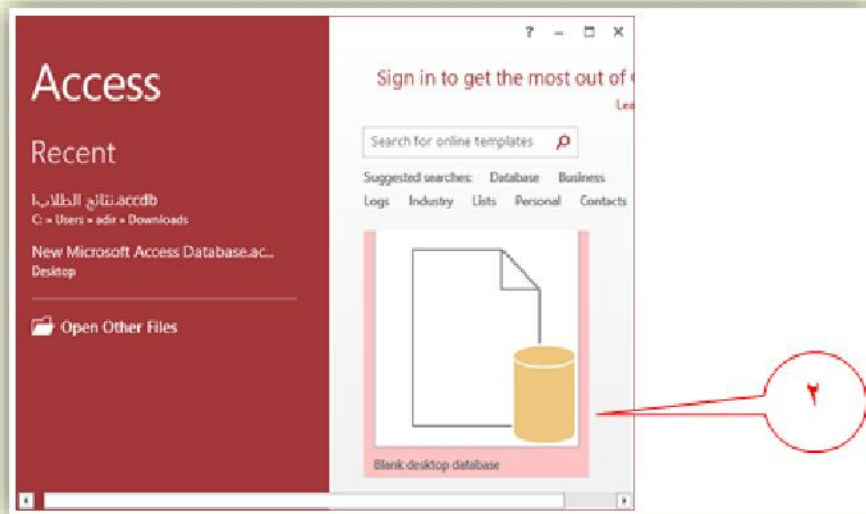 ? – □ ×
Access
Recent
نتائج الطلاب1.accdb
C: » Users » adir » Downloads
New Microsoft Access Database.ac...
Desktop
Open Other Files
Sign in to get the most out of
Lea
Search for online templates
Suggested searches: Database Business
Logs Industry Lists Personal Contacts
Blank desktop database
٢